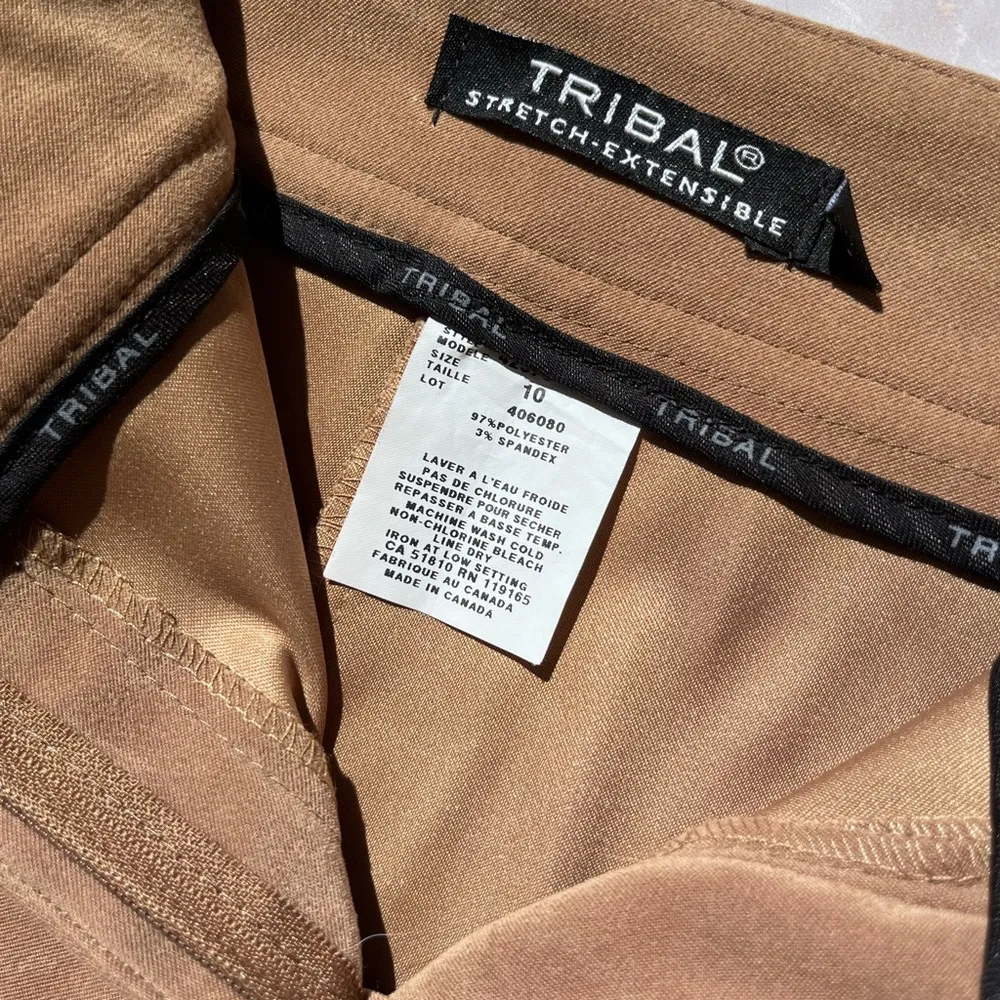 TRIBAL®
STRETCH-EXTENSIBLE
TRIBAL
TRIBAL
TRIBAL
TR
MODELE
SIZE
TAILLE 10
LOT 406080
97%POLYESTER
3% SPANDEX
LAVER A L'EAU FROIDE
PAS DE CHLORURE
SUSPENDRE POUR SECHER
REPASSER A BASSE TEMP.
MACHINE WASH COLD
NON-CHLORINE BLEACH
LINE DRY
IRON AT LOW SETTING
CA 51810 RN 119165
FABRIQUE AU CANADA
MADE IN CANADA